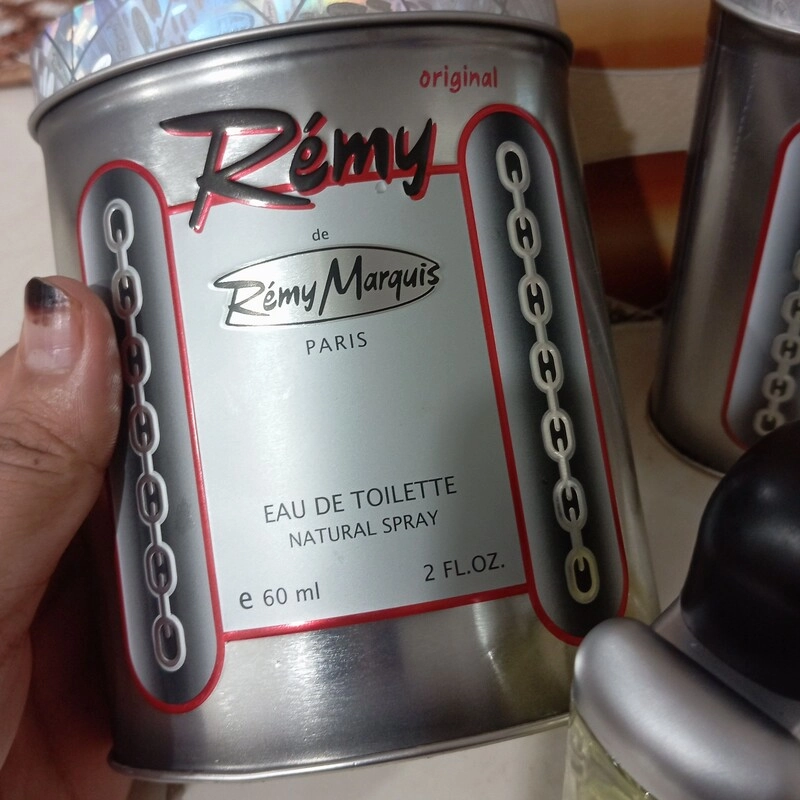 original
Rémy
de
Rémy Marquis
PARIS
EAU DE TOILETTE
NATURAL SPRAY
e 60 ml 2 FL.OZ.